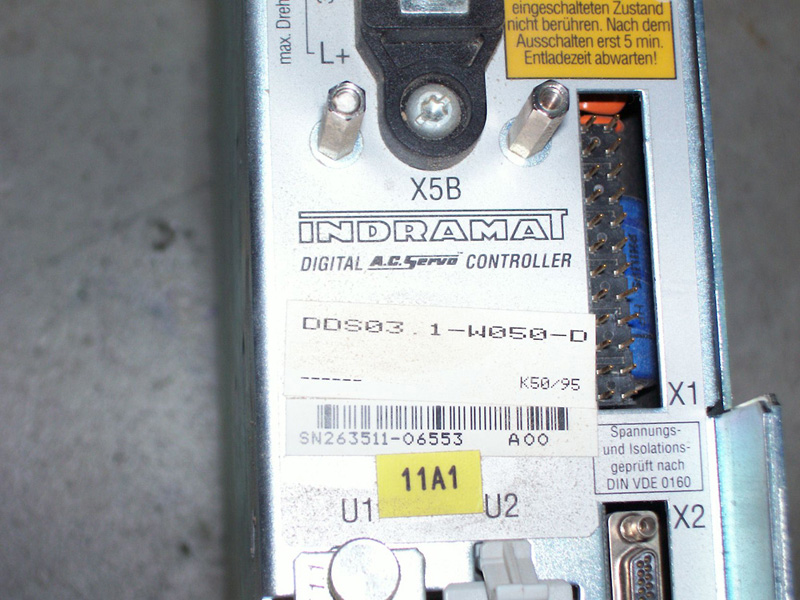 max. Dreh
L+
eingeschalteten Zustand
nicht berühren. Nach dem
Ausschalten erst 5 min.
Entladezeit abwarten!
X5B
INDRAMAT
DIGITAL A.C. Servo CONTROLLER
DDS03.1-W050-D
------ K50/95
X1
SN263511-06553 A00
Spannungs-
und Isolations-
geprüft nach
DIN VDE 0160
11A1
U1 U2
X2
11